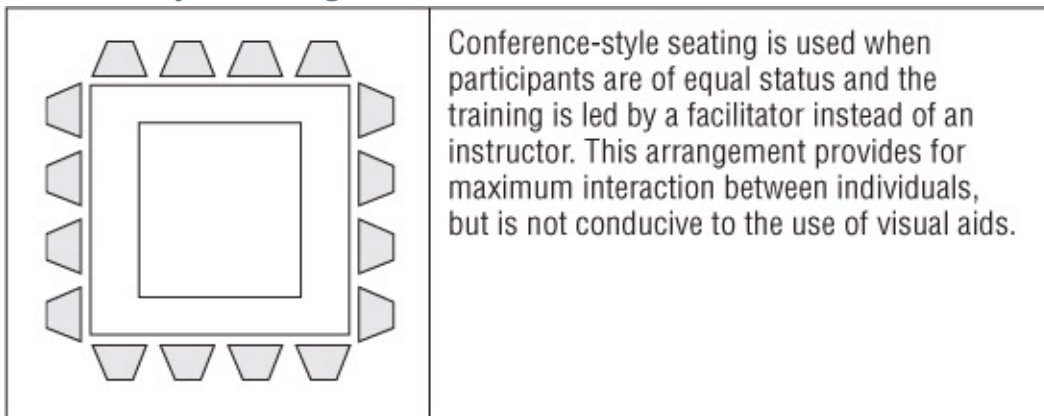 Conference-style seating is used when
participants are of equal status and the
training is led by a facilitator instead of an
instructor. This arrangement provides for
maximum interaction between individuals,
but is not conducive to the use of visual aids.